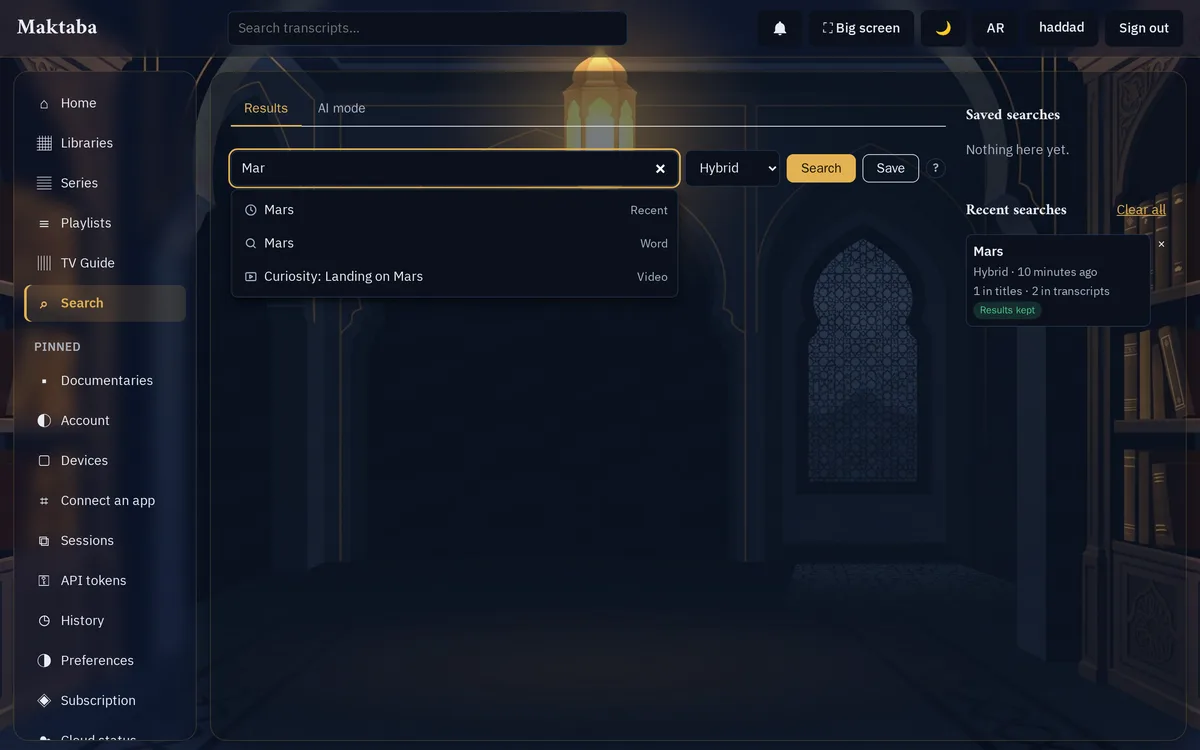 Maktaba
Search transcripts...
Big screen
AR
haddad
Sign out
Home
Libraries
Series
Playlists
TV Guide
Search
PINNED
Documentaries
Account
Devices
Connect an app
Sessions
API tokens
History
Preferences
Subscription
Cloud status
Results
AI mode
Mar
Hybrid
Search
Save
?
Mars Recent
Mars Word
Curiosity: Landing on Mars Video
Saved searches
Nothing here yet.
Recent searches
Clear all
Mars
Hybrid · 10 minutes ago
1 in titles · 2 in transcripts
Results kept